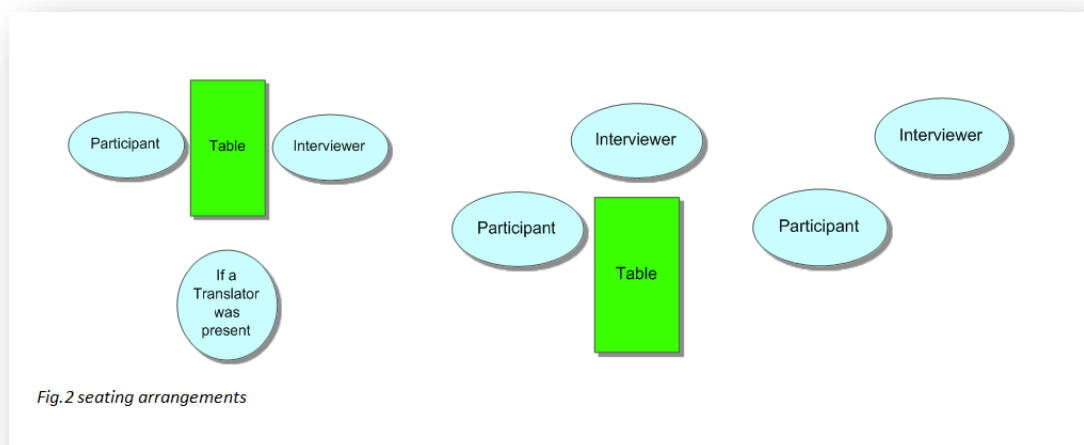 Participant
Table
Interviewer
If a
Translator
was
present
Interviewer
Participant
Table
Interviewer
Participant
Fig.2 seating arrangements